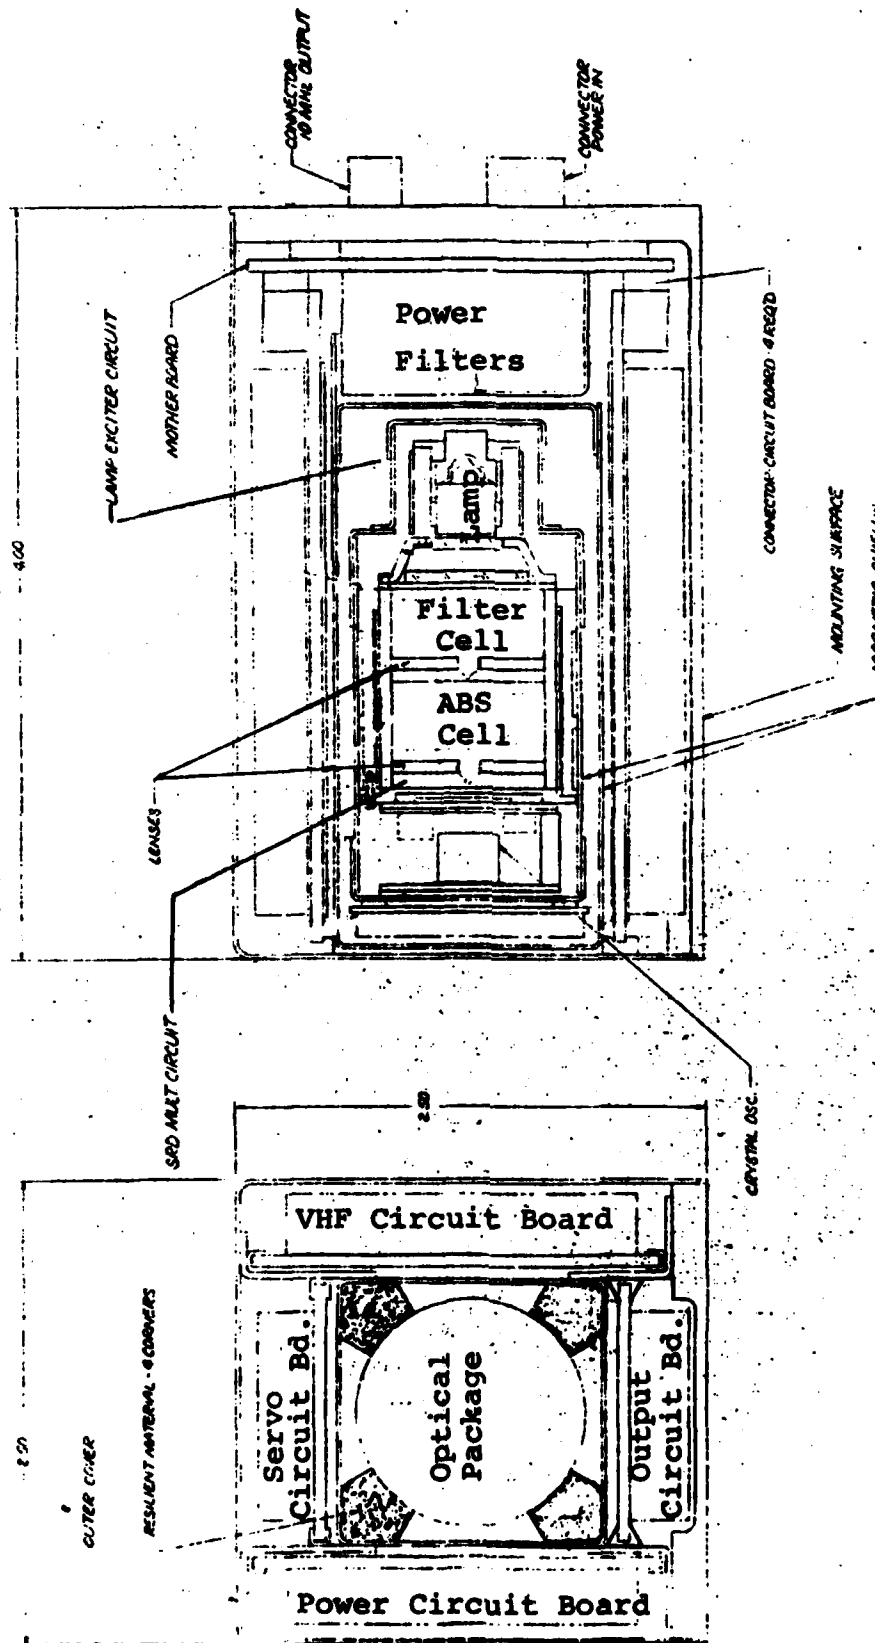 CONNECTOR
10 MHz OUTPUT
CONNECTOR
POWER IN
LAMP EXCITER CIRCUIT
MOTHER BOARD
4.00
Power
Filters
Lamp
Filter
Cell
ABS
Cell
CONNECTOR-CIRCUIT BOARD-4 REQ'D
MOUNTING SURFACE
LENSES
SRD MULT CIRCUIT
CRYSTAL OSC.
2.50
2.50
OUTER COVER
RESILIENT MATERIAL-4 CORNERS
VHF Circuit Board
Servo
Circuit Bd.
Optical
Package
Output
Circuit Bd.
Power Circuit Board